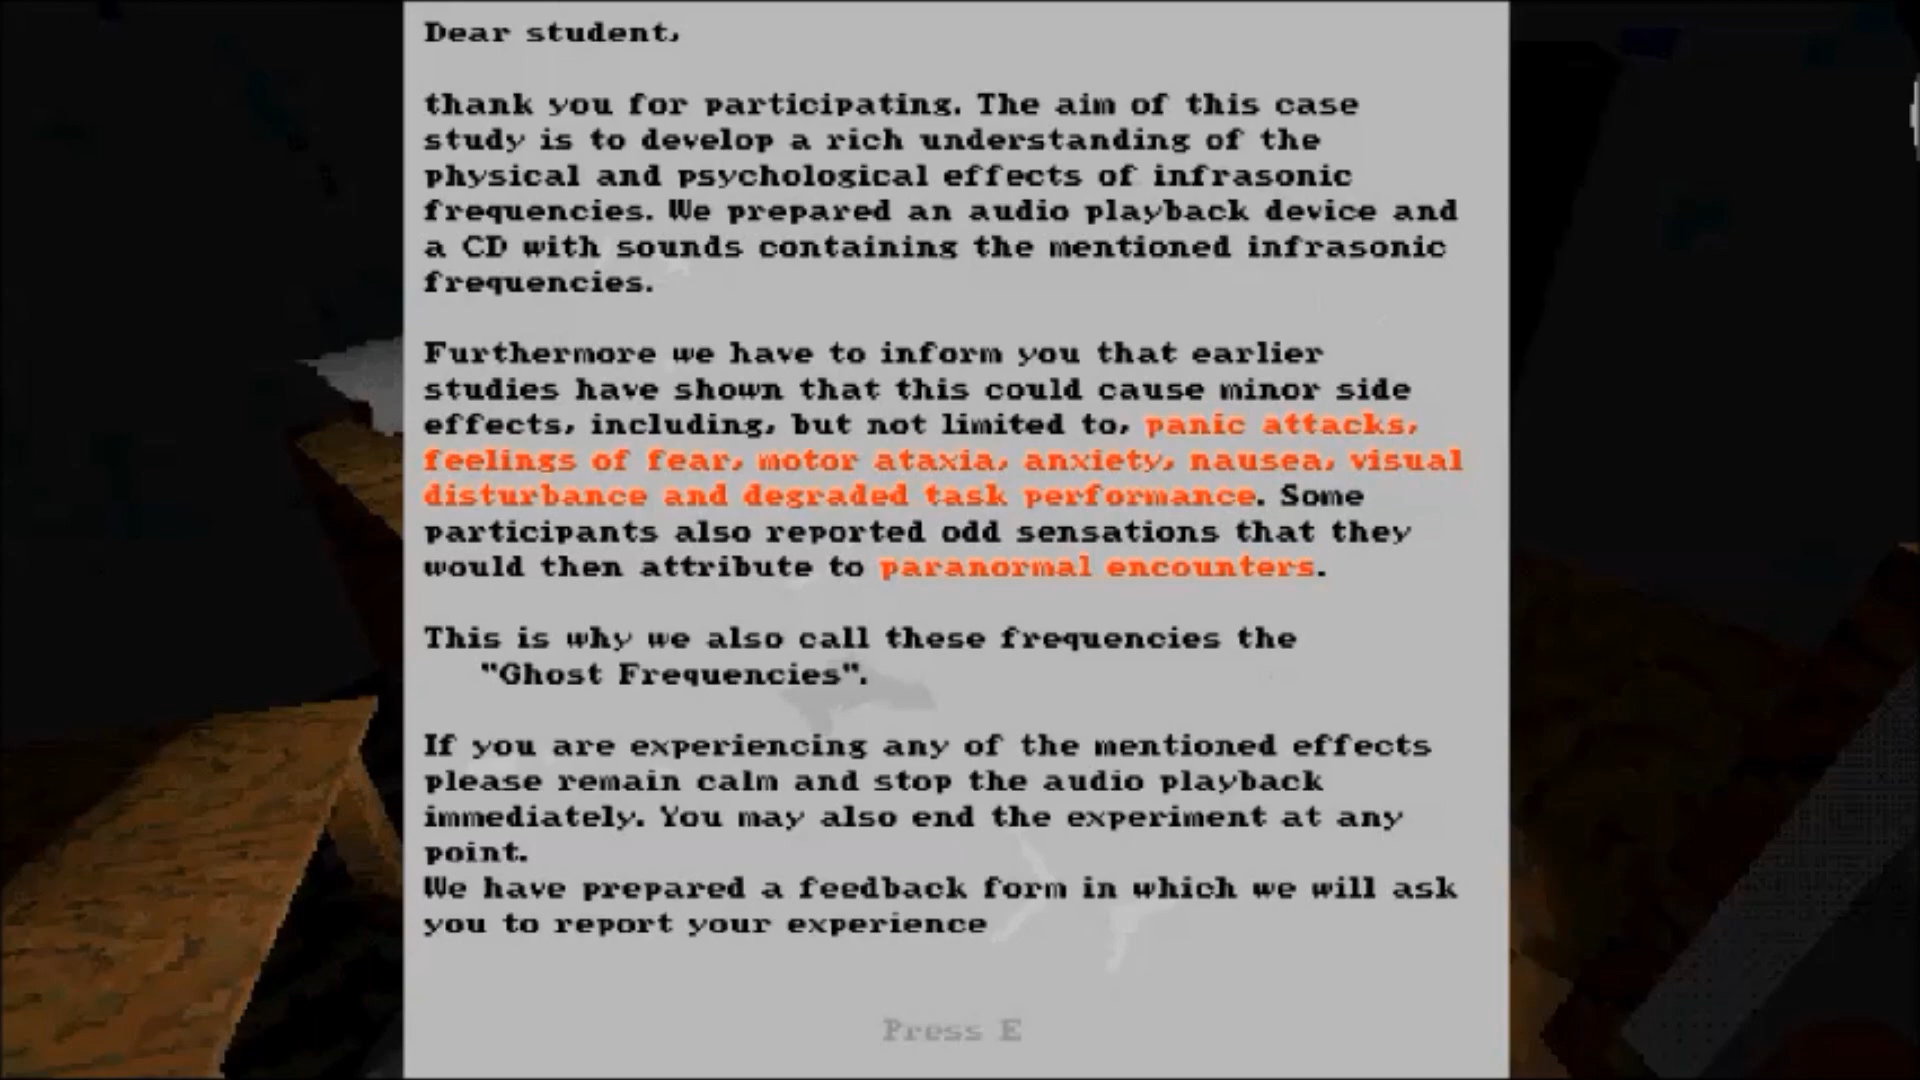 Dear student,
thank you for participating. The aim of this case
study is to develop a rich understanding of the
physical and psychological effects of infrasonic
frequencies. We prepared an audio playback device and
a CD with sounds containing the mentioned infrasonic
frequencies.
Furthermore we have to inform you that earlier
studies have shown that this could cause minor side
effects, including, but not limited to, panic attacks,
feelings of fear, motor ataxia, anxiety, nausea, visual
disturbance and degraded task performance. Some
participants also reported odd sensations that they
would then attribute to paranormal encounters.
This is why we also call these frequencies the
"Ghost Frequencies".
If you are experiencing any of the mentioned effects
please remain calm and stop the audio playback
immediately. You may also end the experiment at any
point.
We have prepared a feedback form in which we will ask
you to report your experience
Press E